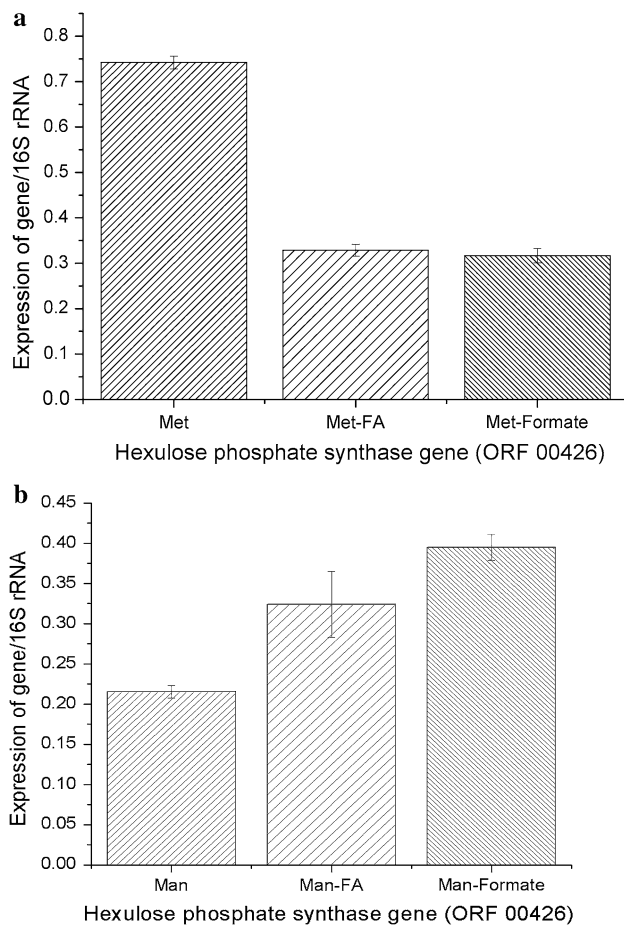 a
Expression of gene/16S rRNA
0.8
0.7
0.6
0.5
0.4
0.3
0.2
0.1
0.0
Met
Met-FA
Met-Formate
Hexulose phosphate synthase gene (ORF 00426)
b
Expression of gene/16S rRNA
0.45
0.40
0.35
0.30
0.25
0.20
0.15
0.10
0.05
0.00
Man
Man-FA
Man-Formate
Hexulose phosphate synthase gene (ORF 00426)